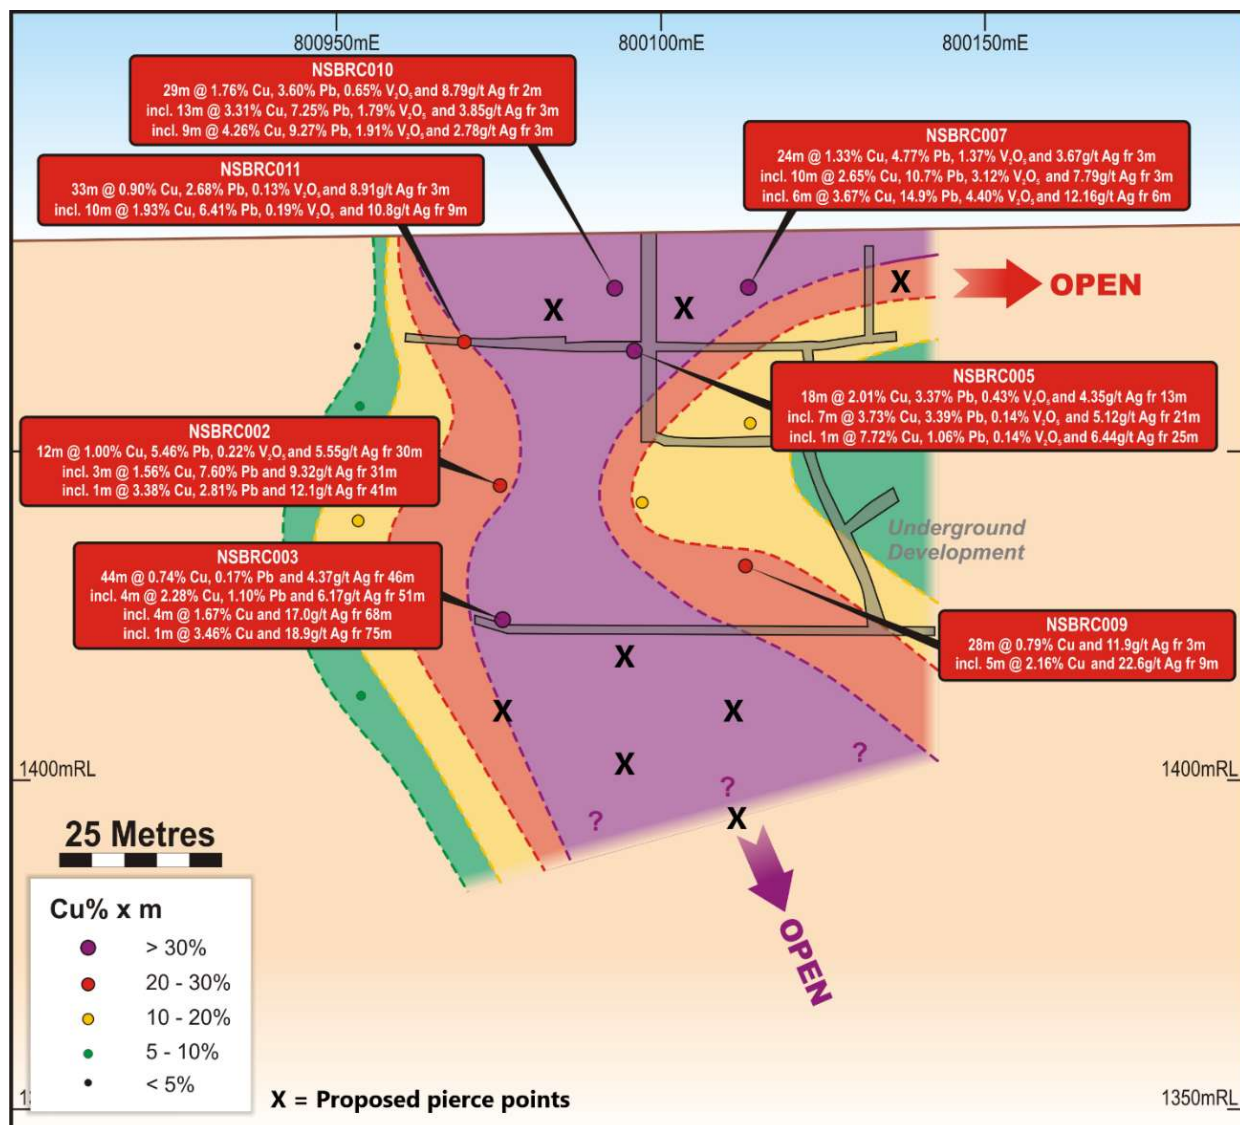 800950mE
800100mE
800150mE
NSBRC010
29m @ 1.76% Cu, 3.60% Pb, 0.65% V₂O₅ and 8.79g/t Ag fr 2m
incl. 13m @ 3.31% Cu, 7.25% Pb, 1.79% V₂O₅ and 3.85g/t Ag fr 3m
incl. 9m @ 4.26% Cu, 9.27% Pb, 1.91% V₂O₅ and 2.78g/t Ag fr 3m
NSBRC007
24m @ 1.33% Cu, 4.77% Pb, 1.37% V₂O₅ and 3.67g/t Ag fr 3m
incl. 10m @ 2.65% Cu, 10.7% Pb, 3.12% V₂O₅ and 7.79g/t Ag fr 3m
incl. 6m @ 3.67% Cu, 14.9% Pb, 4.40% V₂O₅ and 12.16g/t Ag fr 6m
NSBRC011
33m @ 0.90% Cu, 2.68% Pb, 0.13% V₂O₅ and 8.91g/t Ag fr 3m
incl. 10m @ 1.93% Cu, 6.41% Pb, 0.19% V₂O₅ and 10.8g/t Ag fr 9m
X
X
X
OPEN
NSBRC005
18m @ 2.01% Cu, 3.37% Pb, 0.43% V₂O₅ and 4.35g/t Ag fr 13m
incl. 7m @ 3.73% Cu, 3.39% Pb, 0.14% V₂O₅ and 5.12g/t Ag fr 21m
incl. 1m @ 7.72% Cu, 1.06% Pb, 0.14% V₂O₅ and 6.44g/t Ag fr 25m
NSBRC002
12m @ 1.00% Cu, 5.46% Pb, 0.22% V₂O₅ and 5.55g/t Ag fr 30m
incl. 3m @ 1.56% Cu, 7.60% Pb and 9.32g/t Ag fr 31m
incl. 1m @ 3.38% Cu, 2.81% Pb and 12.1g/t Ag fr 41m
Underground
Development
NSBRC003
44m @ 0.74% Cu, 0.17% Pb and 4.37g/t Ag fr 46m
incl. 4m @ 2.28% Cu, 1.10% Pb and 6.17g/t Ag fr 51m
incl. 4m @ 1.67% Cu and 17.0g/t Ag fr 68m
incl. 1m @ 3.46% Cu and 18.9g/t Ag fr 75m
NSBRC009
28m @ 0.79% Cu and 11.9g/t Ag fr 3m
incl. 5m @ 2.16% Cu and 22.6g/t Ag fr 9m
X
X
X
X
?
?
?
X
1400mRL
1400mRL
OPEN
25 Metres
Cu% x m
> 30%
20 - 30%
10 - 20%
5 - 10%
< 5%
X = Proposed pierce points
1350mRL